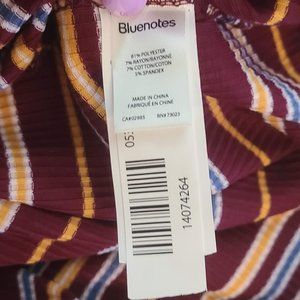 Bluenotes
81% POLYESTER
7% RAYON/RAYONNE
7% COTTON/COTON
5% SPANDEX
MADE IN CHINA
FABRIQUÉ EN CHINE
CA#02985 RN#73023
14074264